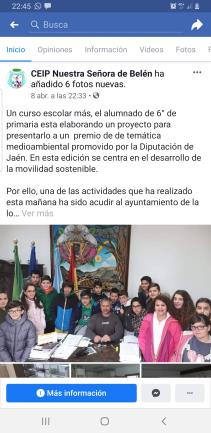 22:45
Busca
Inicio Opiniones Información Videos Fotos
CEIP Nuestra Señora de Belén ha
añadido 6 fotos nuevas.
8 abr. a las 22:33 ·
Un curso escolar más, el alumnado de 6° de
primaria esta elaborando un proyecto para
presentarlo a un premio de de temática
medioambiental promovido por la Diputación de
Jaén. En esta edición se centra en el desarrollo de
la movilidad sostenible.
Por ello, una de las actividades que ha realizado
esta mañana ha sido acudir al ayuntamiento de la
lo... Ver más
Más información